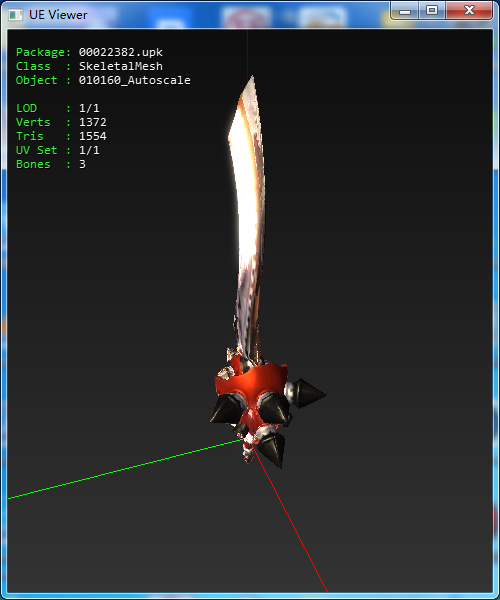 UE Viewer
Package: 00022382.upk
Class : SkeletalMesh
Object : 010160_Autoscale
LOD : 1/1
Verts : 1372
Tris : 1554
UV Set : 1/1
Bones : 3